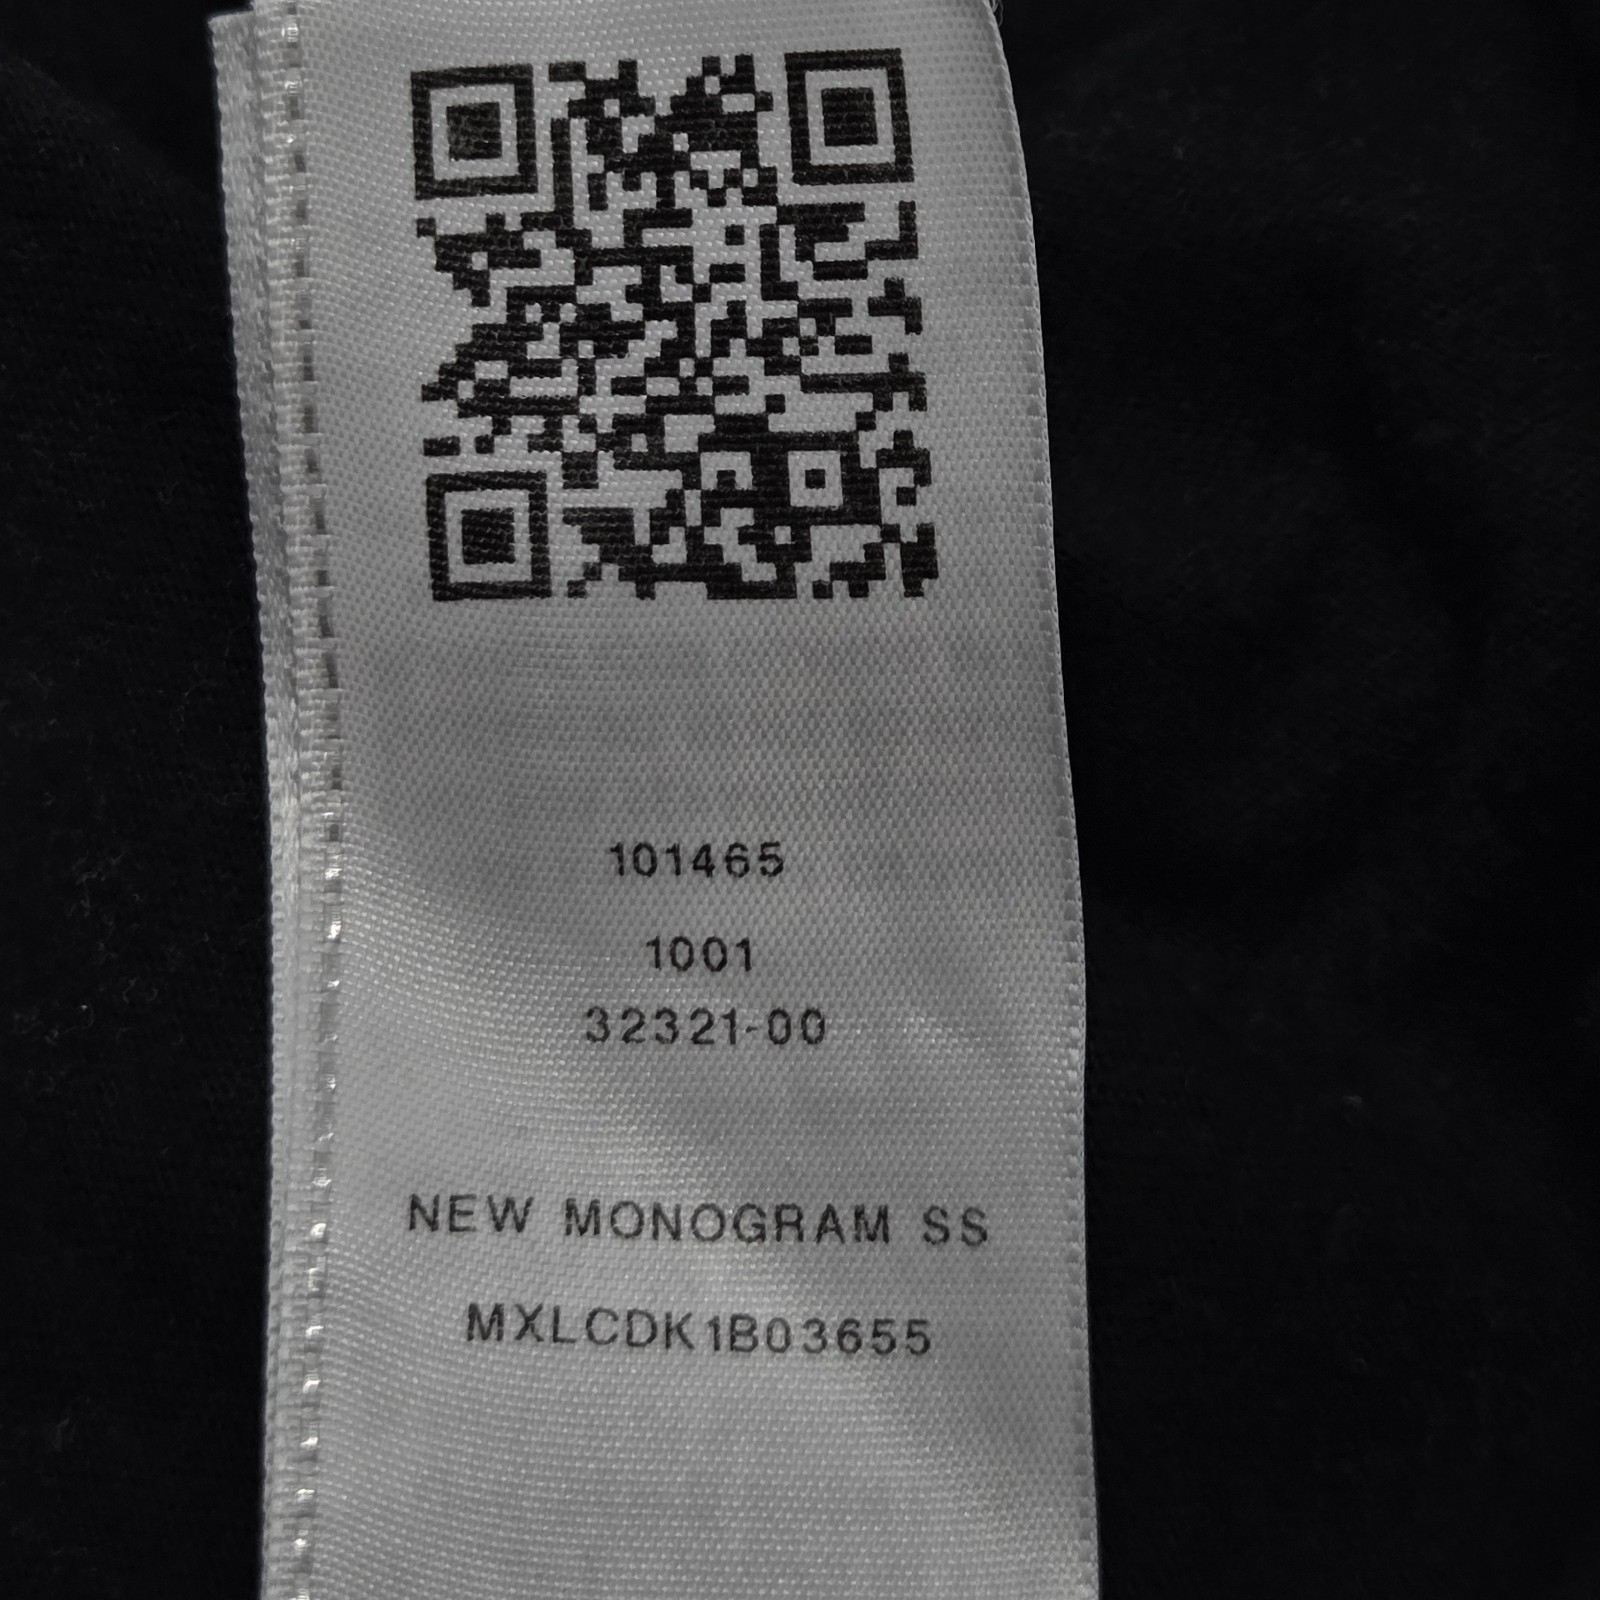 101465
1001
32321-00
NEW MONOGRAM SS
MXLCDK1B03655